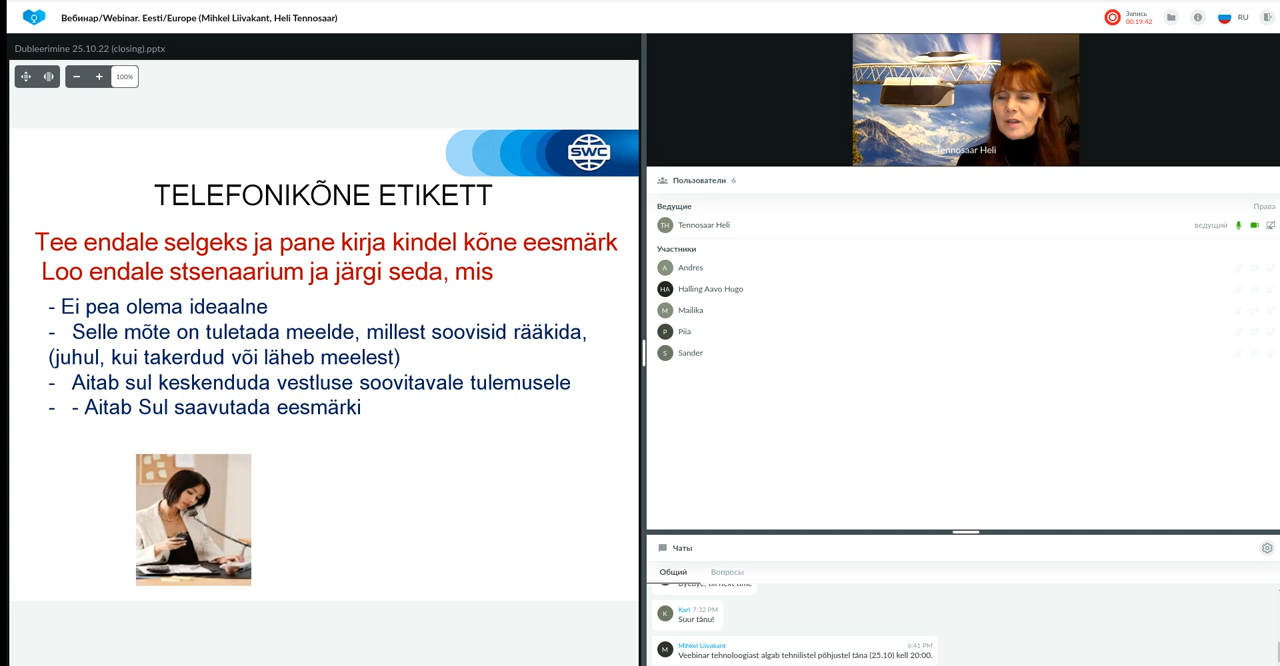 Вебинар/Webinar. Eesti/Europe (Mihkel Liivakant, Heli Tennosaar)
Запись
00:19:42
RU
Dubleerimine 25.10.22 (closing).pptx
100%
SWC
TELEFONIKÕNE ETIKETT
Tee endale selgeks ja pane kirja kindel kõne eesmärk
Loo endale stsenaarium ja järgi seda, mis
- Ei pea olema ideaalne
- Selle mõte on tuletada meelde, millest soovisid rääkida,
(juhul, kui takerdud või läheb meelest)
- Aitab sul keskenduda vestluse soovitavale tulemusele
- - Aitab Sul saavutada eesmärki
Tennosaar Heli
Пользователи 6
Ведущие
Права
TH Tennosaar Heli
ведущий
Участники
A Andres
HA Halling Aavo Hugo
M Mailika
P Piia
S Sander
Чаты
Общий
Вопросы
Byebye, till next time
K Karl 7:32 PM
Suur tänu!
M Mihkel Liivakant 6:41 PM
Veebinar tehnoloogiast algab tehnilistel põhjustel täna (25.10) kell 20:00.